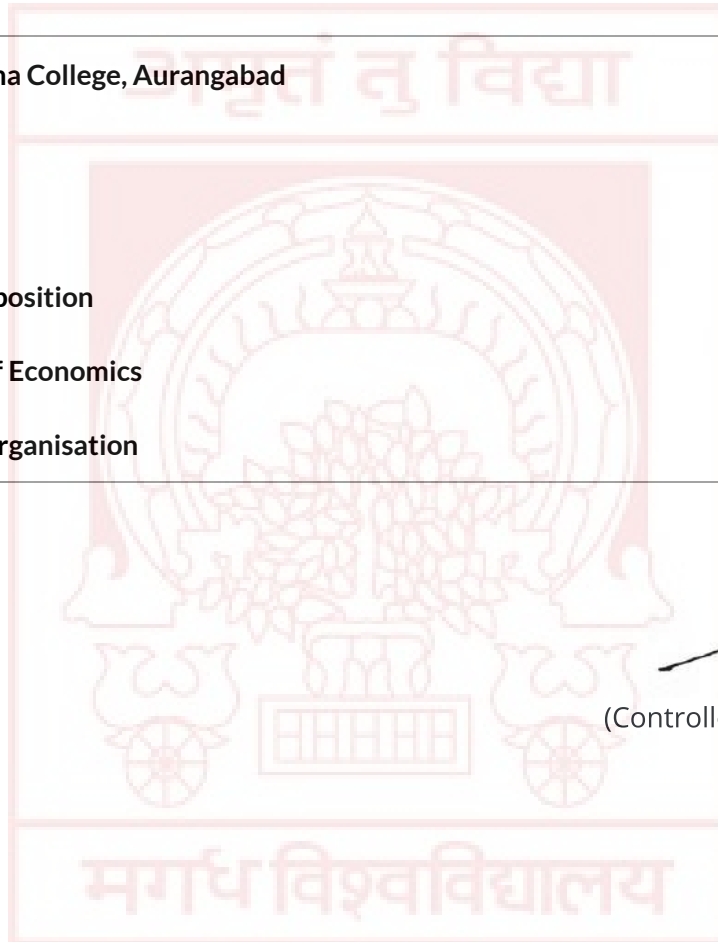 अमृतं तु विद्या
na College, Aurangabad
position
f Economics
rganisation
(Controll
मगध विश्वविद्यालय